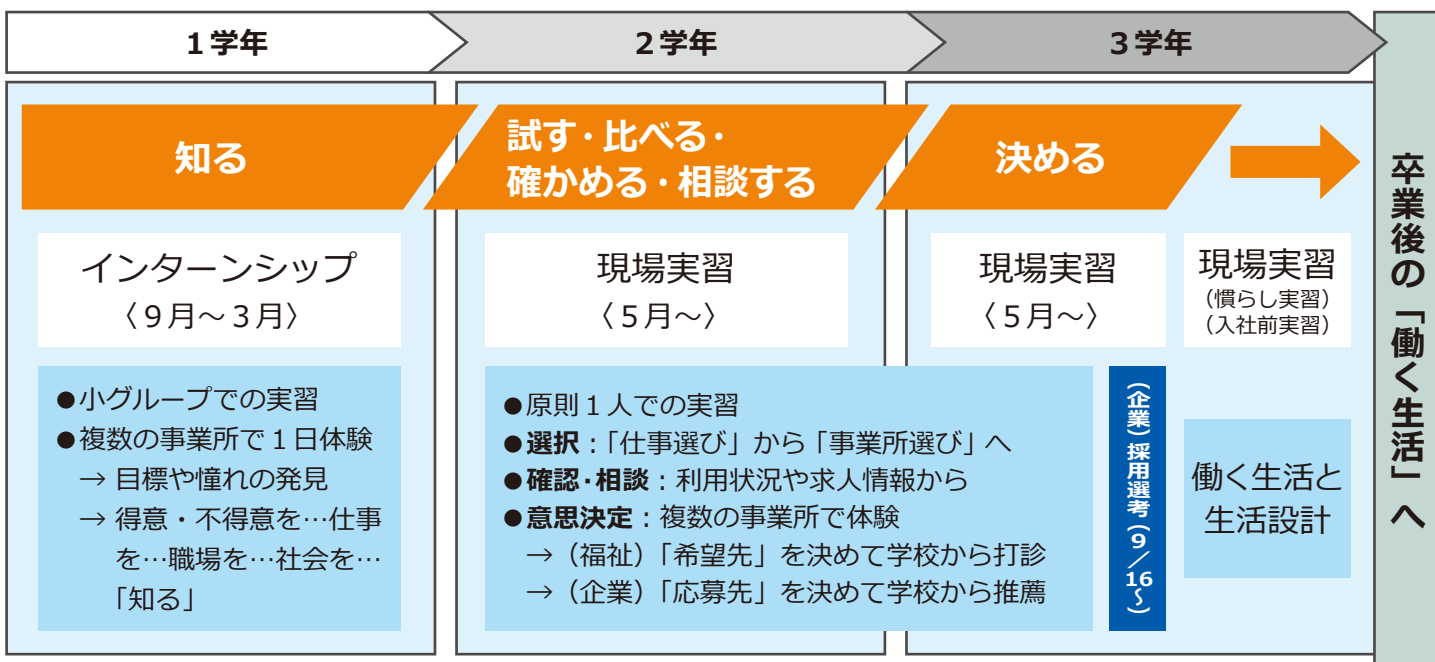 1学年
2学年
3学年
知る
試す・比べる・
確かめる・相談する
決める
インターンシップ
〈9月～3月〉
現場実習
〈5月～〉
現場実習
〈5月～〉
現場実習
（慣らし実習）
（入社前実習）
●小グループでの実習
●複数の事業所で1日体験
→ 目標や憧れの発見
→ 得意・不得意を…仕事
を…職場を…社会を…
「知る」
●原則1人での実習
●選択：「仕事選び」から「事業所選び」へ
●確認・相談：利用状況や求人情報から
●意思決定：複数の事業所で体験
→（福祉）「希望先」を決めて学校から打診
→（企業）「応募先」を決めて学校から推薦
（企業）採用選考（9／16～）
働く生活と
生活設計
卒業後の「働く生活」へ